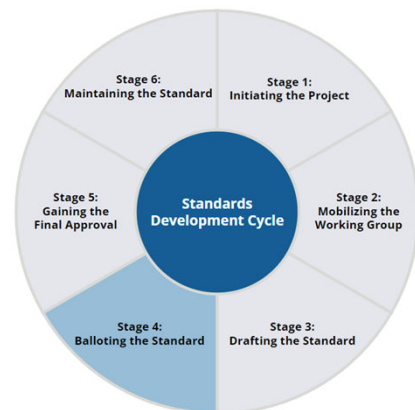 Stage 1:
Initiating the Project
Stage 2:
Mobilizing the
Working Group
Stage 3:
Drafting the Standard
Stage 4:
Balloting the Standard
Stage 5:
Gaining the
Final Approval
Stage 6:
Maintaining the Standard
Standards
Development Cycle